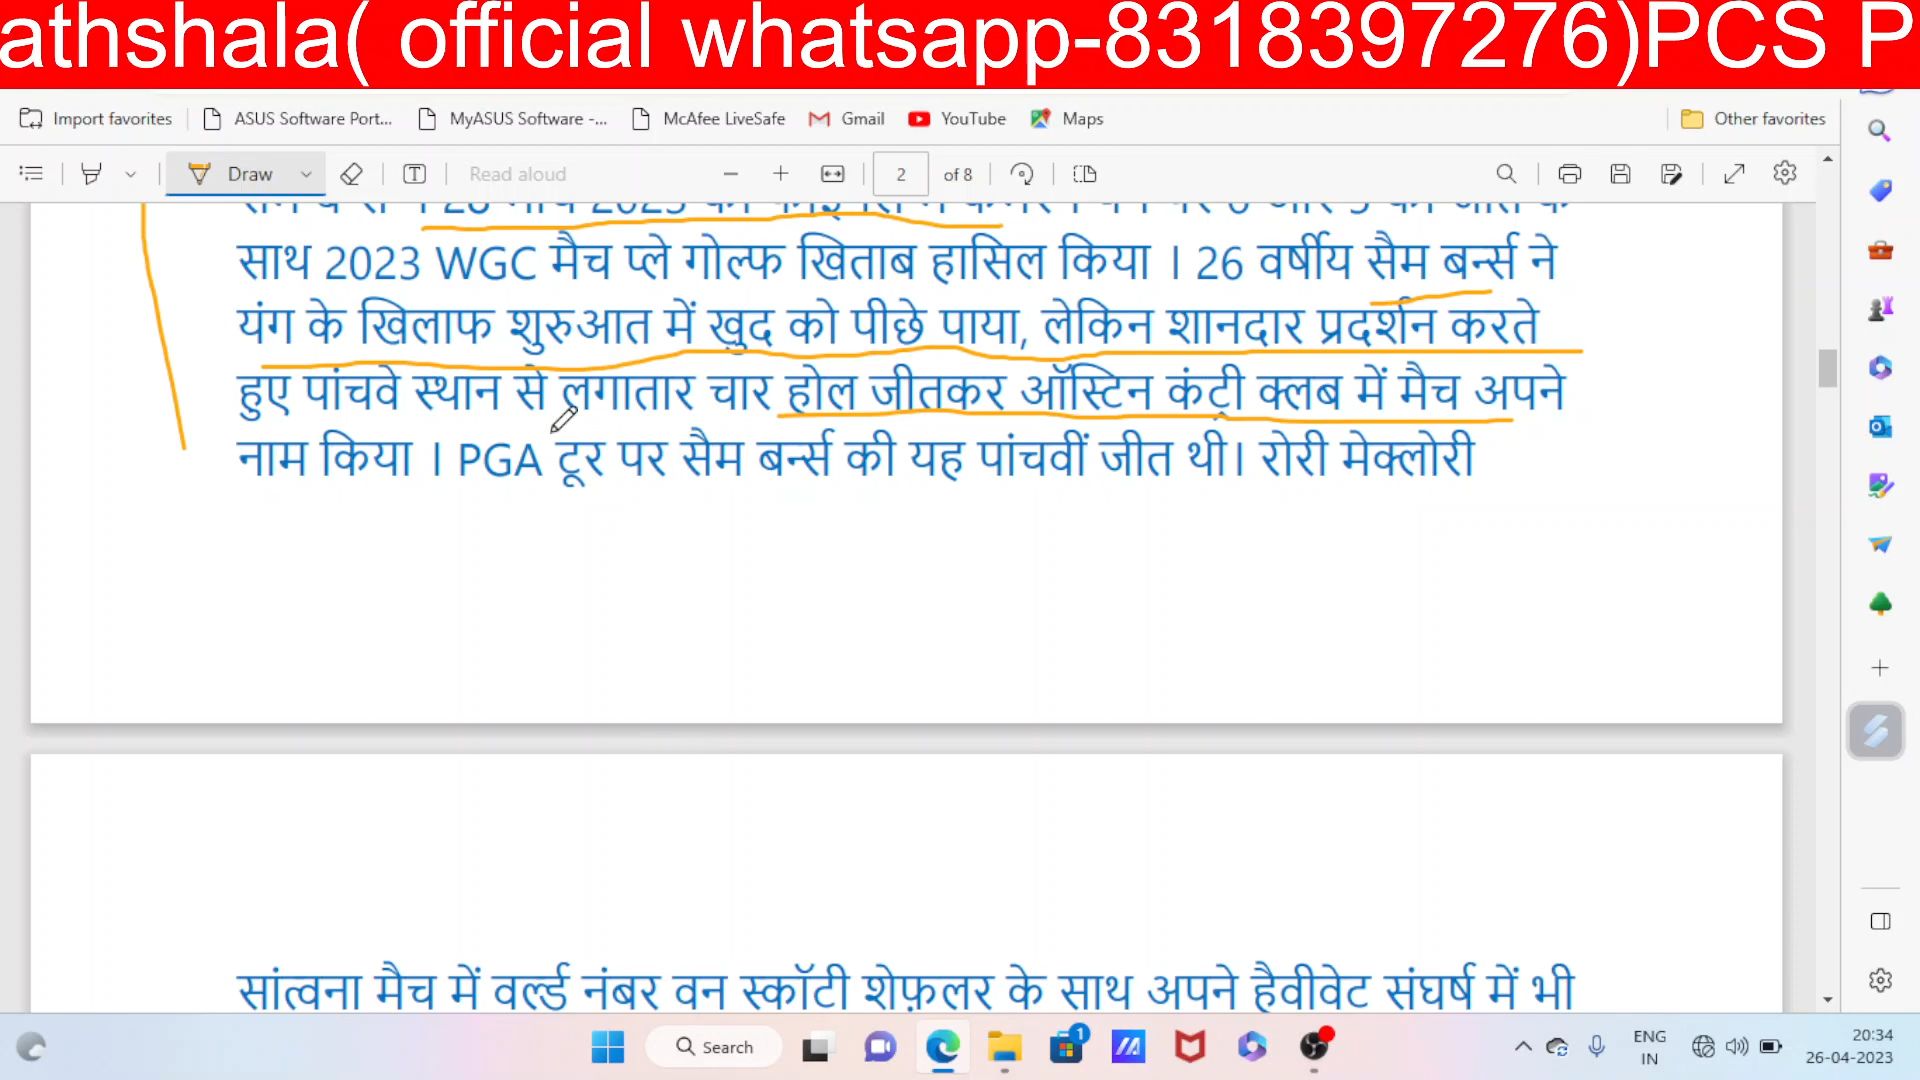 athshala( official whatsapp-8318397276)PCS P
Import favorites ASUS Software Port... MyASUS Software -... McAfee LiveSafe Gmail YouTube Maps Other favorites
Draw Read aloud 2 of 8
साथ 2023 WGC मैच प्ले गोल्फ खिताब हासिल किया । 26 वर्षीय सैम बर्न्स ने
यंग के खिलाफ शुरुआत में खुद को पीछे पाया, लेकिन शानदार प्रदर्शन करते
हुए पांचवे स्थान से लगातार चार होल जीतकर ऑस्टिन कंट्री क्लब में मैच अपने
नाम किया । PGA टूर पर सैम बर्न्स की यह पांचवीं जीत थी। रोरी मेक्लोरी
सांत्वना मैच में वर्ल्ड नंबर वन स्कॉटी शेफ़लर के साथ अपने हैवीवेट संघर्ष में भी
Search 1 ENG 20:34
IN 26-04-2023